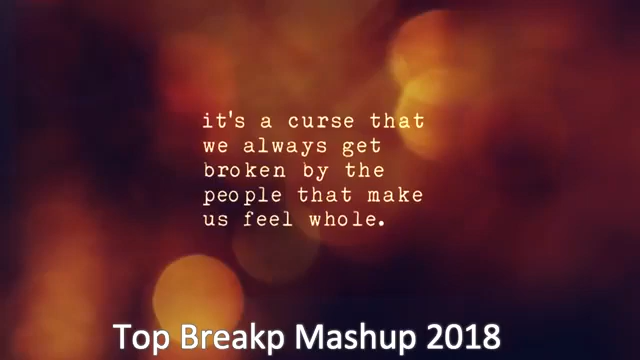 it's a curse that
we always get
broken by the
people that make
us feel whole.
Top Breakp Mashup 2018